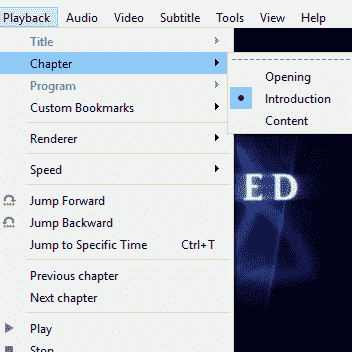 Playback Audio Video Subtitle Tools View Help
Title
Chapter
Program
Custom Bookmarks
Renderer
Speed
Jump Forward
Jump Backward
Jump to Specific Time Ctrl+T
Previous chapter
Next chapter
Play
Stop
Opening
Introduction
Content
ED